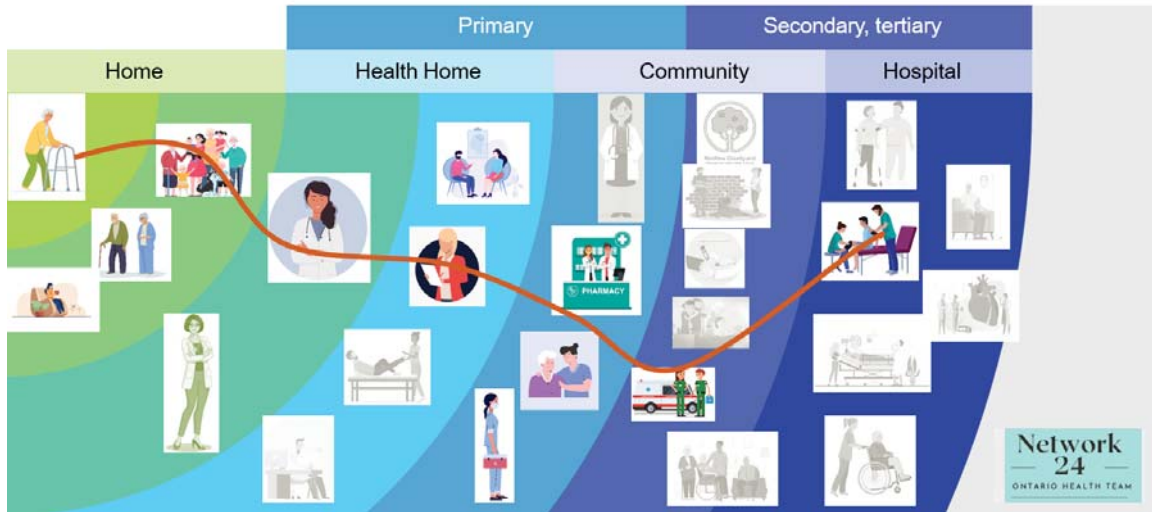 Primary
Secondary, tertiary
Home
Health Home
Community
Hospital
PHARMACY
Network
24
ONTARIO HEALTH TEAM